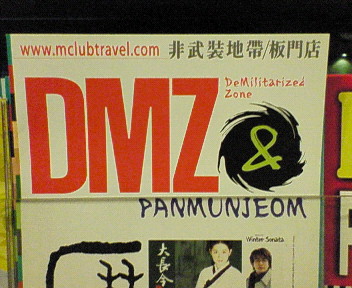 www.mclubtravel.com 非武裝地帶/板門店
DMZ
DeMilitarized
Zone
&
PANMUNJEOM
大長今
Winter Sonata